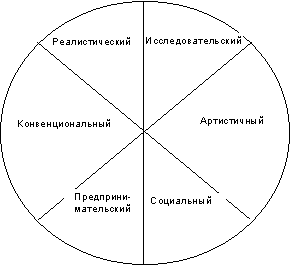 Реалистический
Исследовательский
Конвенциональный
Артистичный
Предприни-
мательский
Социальный